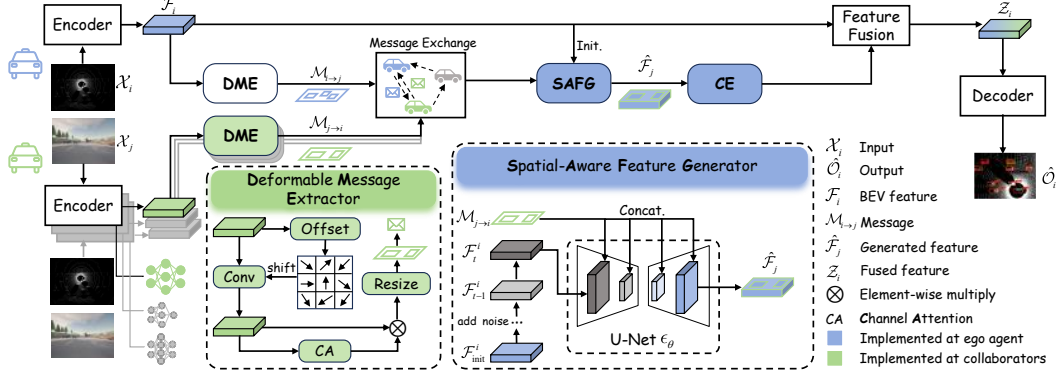 Encoder
𝓕ᵢ
𝓧ᵢ
DME
𝓜ᵢ→ⱼ
Message Exchange
Init.
SAFG
𝓕̂ⱼ
CE
Feature
Fusion
𝓩ᵢ
Decoder
𝓞̂ᵢ
𝓧ⱼ
DME
𝓜ⱼ→ᵢ
Encoder
Deformable Message
Extractor
Offset
Conv
shift
Resize
CA
Spatial-Aware Feature Generator
𝓜ⱼ→ᵢ
Concat.
𝓕ₜⁱ
𝓕ₜ₋₁ⁱ
add noise ...
𝓕ᵢₙᵢₜⁱ
U-Net ϵ_θ
𝓕̂ⱼ
𝓧ᵢ Input
𝓞̂ᵢ Output
𝓕ᵢ BEV feature
𝓜ᵢ→ⱼ Message
𝓕̂ⱼ Generated feature
𝓩ᵢ Fused feature
⊗ Element-wise multiply
CA Channel Attention
Implemented at ego agent
Implemented at collaborators